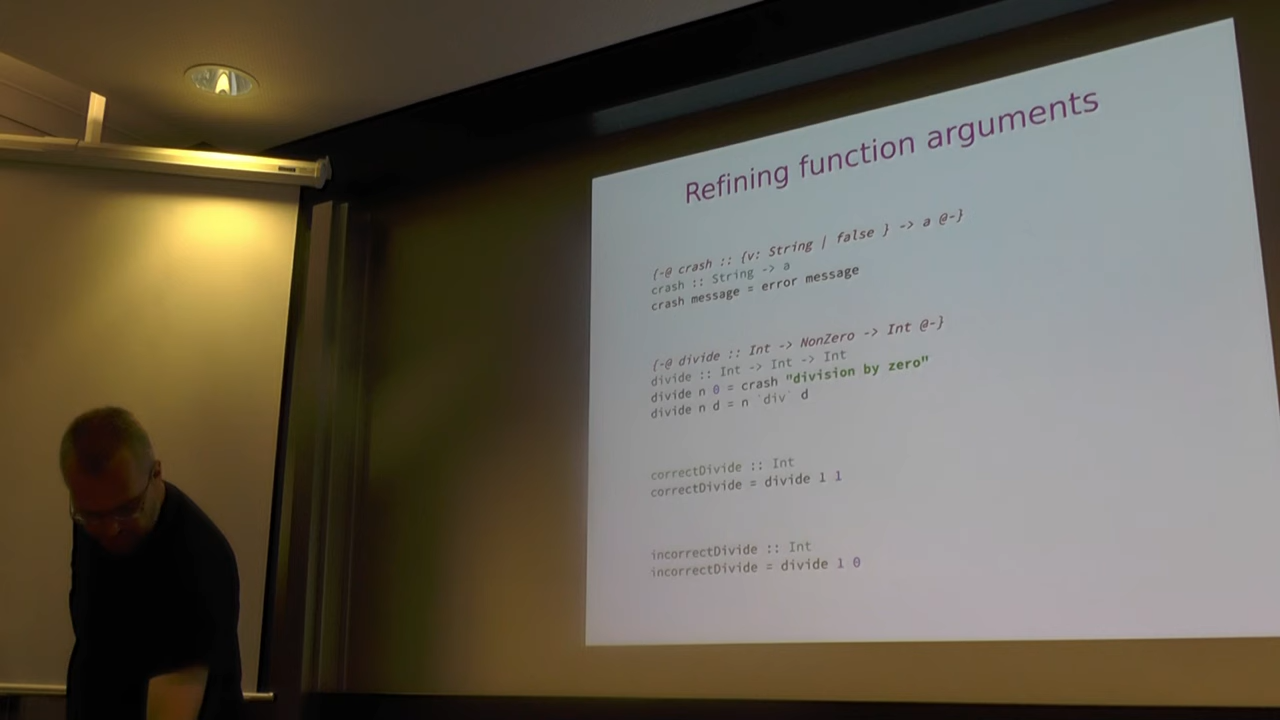 Refining function arguments
{-@ crash :: {v: String | false } -> a @-}
crash :: String -> a
crash message = error message
{-@ divide :: Int -> NonZero -> Int @-}
divide :: Int -> Int -> Int
divide n 0 = crash "division by zero"
divide n d = n `div` d
correctDivide :: Int
correctDivide = divide 1 1
incorrectDivide :: Int
incorrectDivide = divide 1 0